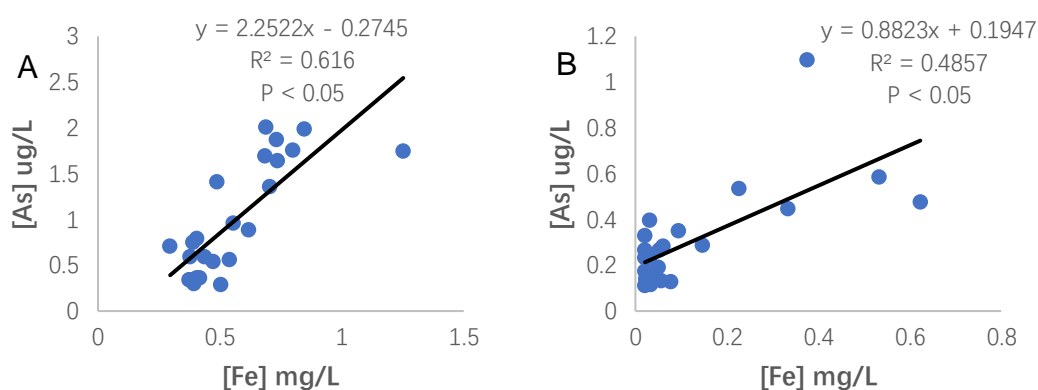 A
y = 2.2522x - 0.2745
R² = 0.616
P < 0.05
3
2.5
2
1.5
1
0.5
0
0
0.5
1
1.5
[As] ug/L
[Fe] mg/L
B
y = 0.8823x + 0.1947
R² = 0.4857
P < 0.05
1.2
1
0.8
0.6
0.4
0.2
0
0
0.2
0.4
0.6
0.8
[As] ug/L
[Fe] mg/L